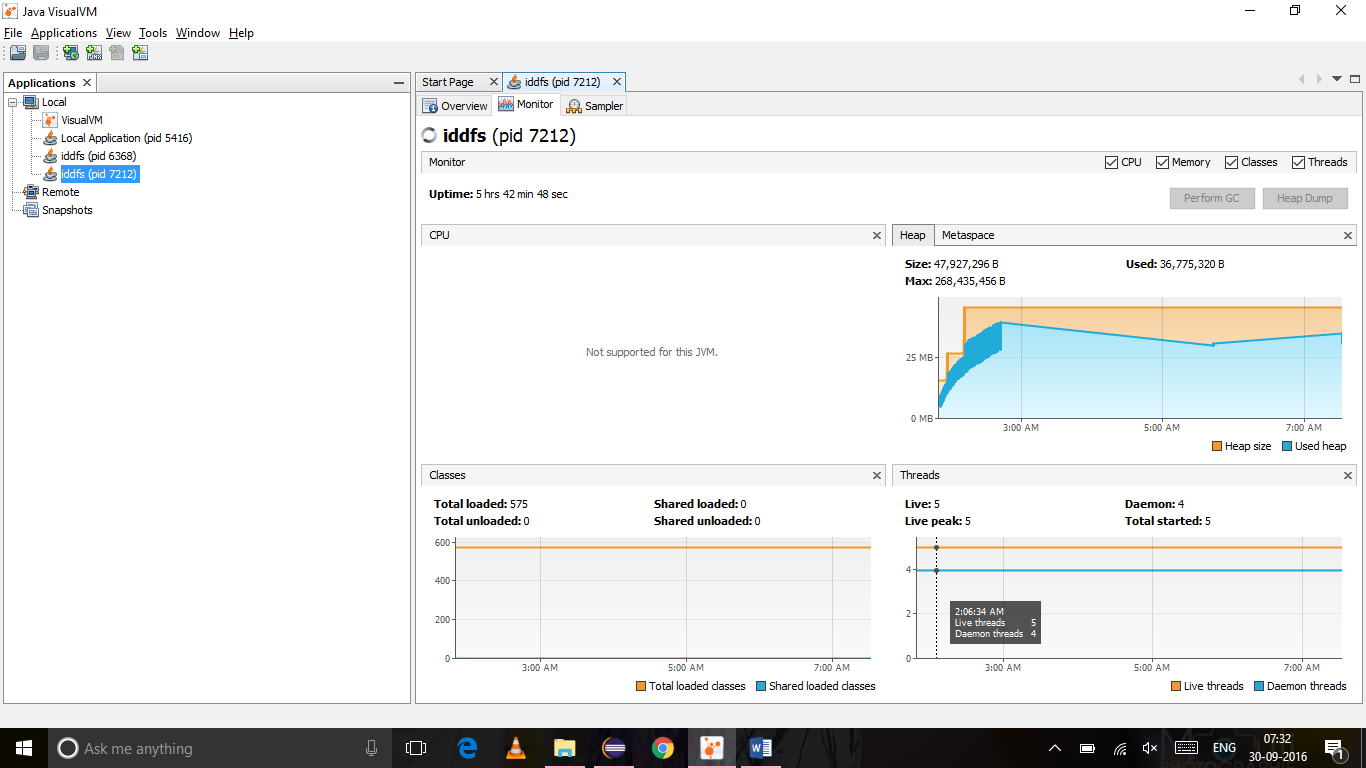 Java VisualVM
File Applications View Tools Window Help
Applications
Local
VisualVM
Local Application (pid 5416)
iddfs (pid 6368)
iddfs (pid 7212)
Remote
Snapshots
Start Page
iddfs (pid 7212)
Overview
Monitor
Sampler
iddfs (pid 7212)
Monitor
CPU
Memory
Classes
Threads
Uptime: 5 hrs 42 min 48 sec
Perform GC
Heap Dump
CPU
Not supported for this JVM.
Heap
Metaspace
Size: 47,927,296 B
Used: 36,775,320 B
Max: 268,435,456 B
25 MB
0 MB
3:00 AM
5:00 AM
7:00 AM
Heap size
Used heap
Classes
Total loaded: 575
Shared loaded: 0
Total unloaded: 0
Shared unloaded: 0
600
400
200
0
3:00 AM
5:00 AM
7:00 AM
Total loaded classes
Shared loaded classes
Threads
Live: 5
Daemon: 4
Live peak: 5
Total started: 5
4
2
0
2:06:34 AM
Live threads 5
Daemon threads 4
3:00 AM
5:00 AM
7:00 AM
Live threads
Daemon threads
Ask me anything
ENG
07:32
30-09-2016
1